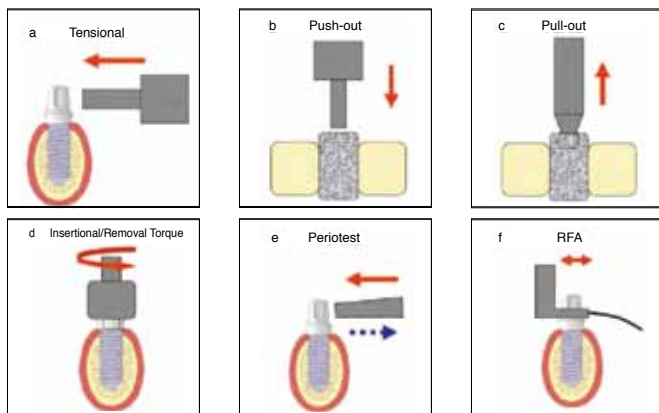 a Tensional
b Push-out
c Pull-out
d Insertional/Removal Torque
e Periotest
f RFA